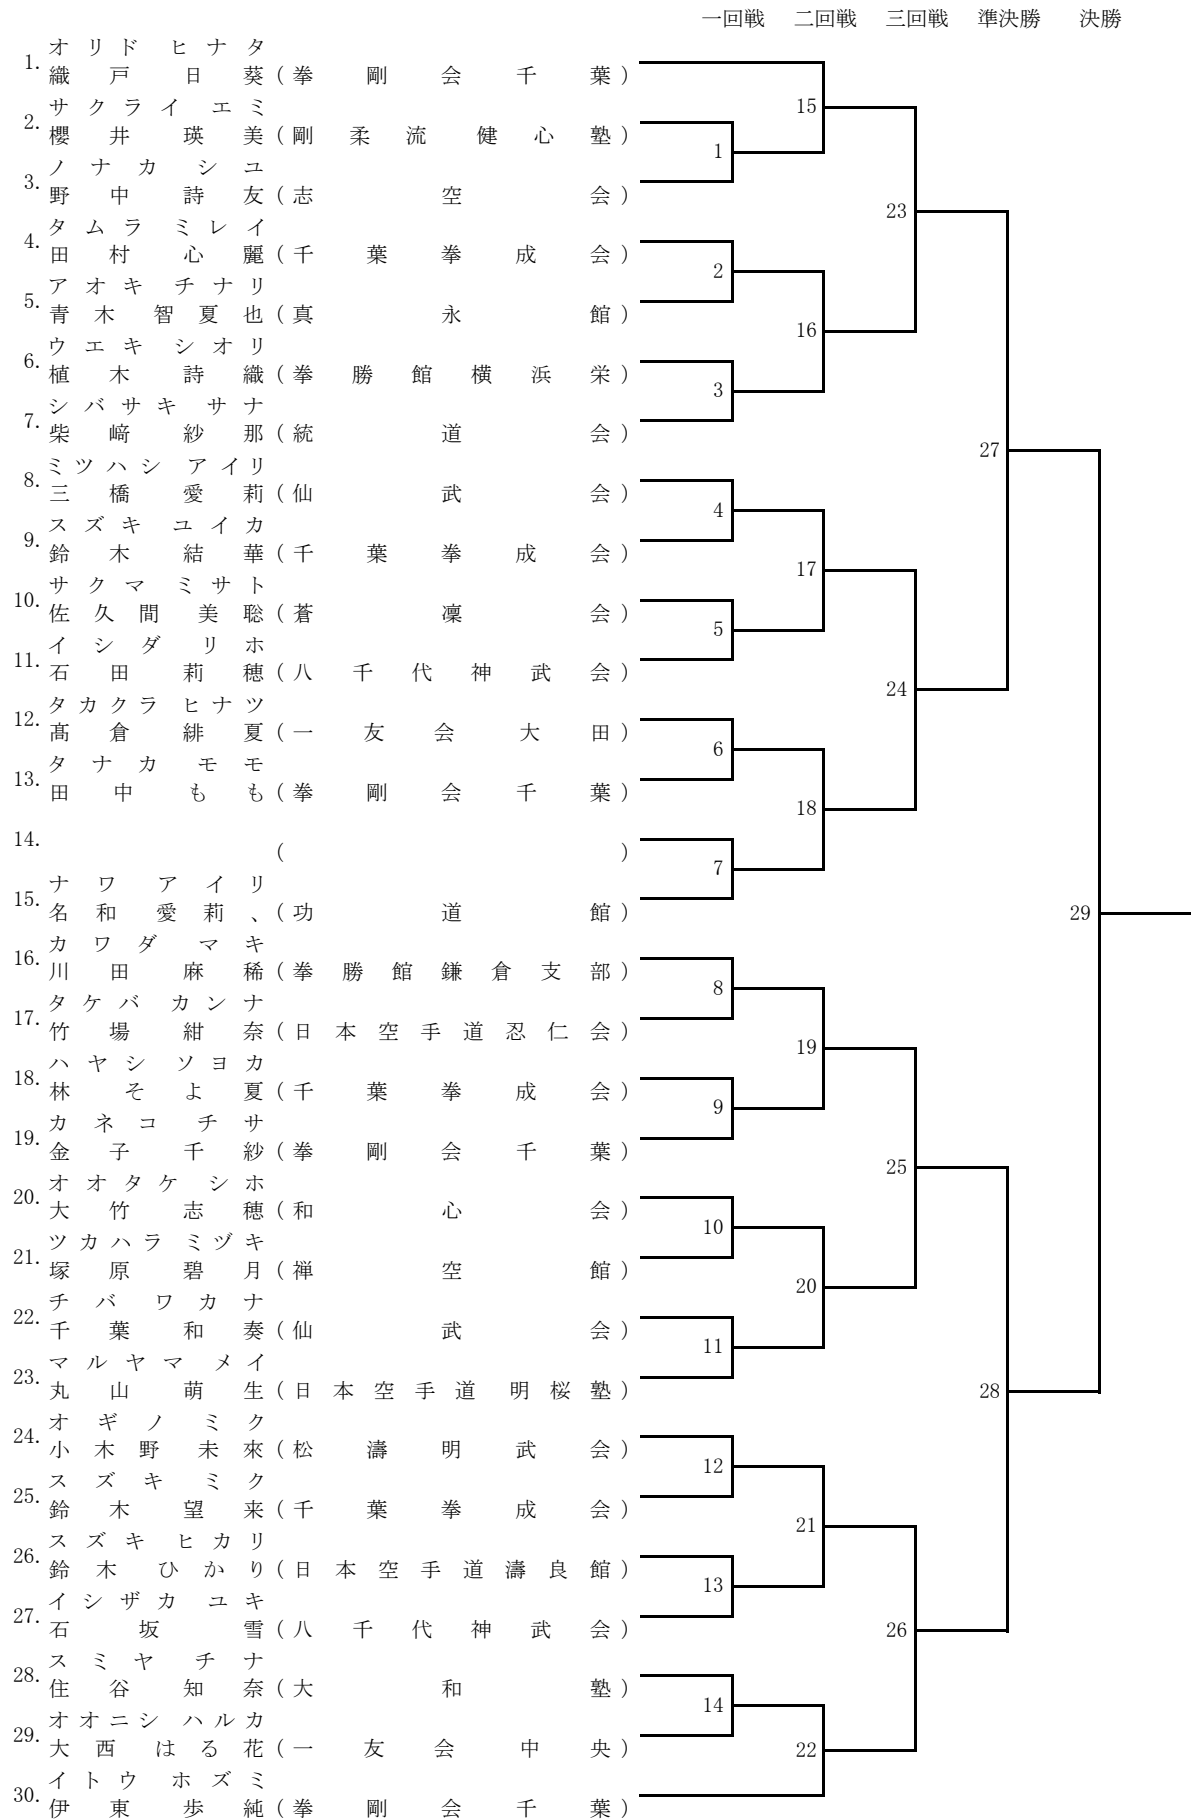 一回戦 二回戦 三回戦 準決勝 決勝
オリド ヒナタ
1. 織戸 日葵 (拳剛会千葉)
15
サクライ エミ
2. 櫻井 瑛美 (剛柔流 健心塾)
1
ノナカ シユ
3. 野中 詩友 (志空会)
23
タムラ ミレイ
4. 田村 心麗 (千葉拳成会)
2
アオキ チナリ
5. 青木 智夏也 (真永館)
16
ウエキ シオリ
6. 植木 詩織 (拳勝館横浜栄)
3
シバサキ サナ
7. 柴﨑 紗那 (統道会)
27
ミツハシ アイリ
8. 三橋 愛莉 (仙武会)
4
スズキ ユイカ
9. 鈴木 結華 (千葉拳成会)
17
サクマ ミサト
10. 佐久間 美聡 (蒼凜会)
5
イシダ リホ
11. 石田 莉穂 (八千代神武会)
24
タカクラ ヒナツ
12. 髙倉 緋夏 (一友会 大田)
6
タナカ モモ
13. 田中 もも (拳剛会千葉)
18
14. ( )
7
ナワ アイリ
15. 名和 愛莉、 (功道館)
29
カワダ マキ
16. 川田 麻稀 (拳勝館鎌倉支部)
8
タケバ カンナ
17. 竹場 紺奈 (日本空手道忍仁会)
19
ハヤシ ソヨカ
18. 林 そよ夏 (千葉拳成会)
9
カネコ チサ
19. 金子 千紗 (拳剛会千葉)
25
オオタケ シホ
20. 大竹 志穂 (和心会)
10
ツカハラ ミヅキ
21. 塚原 碧月 (禅空館)
20
チバ ワカナ
22. 千葉 和奏 (仙武会)
11
マルヤマ メイ
23. 丸山 萌生 (日本空手道 明桜塾)
28
オギノ ミク
24. 小木野 未來 (松濤明武会)
12
スズキ ミク
25. 鈴木 望来 (千葉拳成会)
21
スズキ ヒカリ
26. 鈴木 ひかり (日本空手道濤良館)
13
イシザカ ユキ
27. 石坂 雪 (八千代神武会)
26
スミヤ チナ
28. 住谷 知奈 (大和塾)
14
オオニシ ハルカ
29. 大西 はる花 (一友会 中央)
22
イトウ ホズミ
30. 伊東 歩純 (拳剛会千葉)